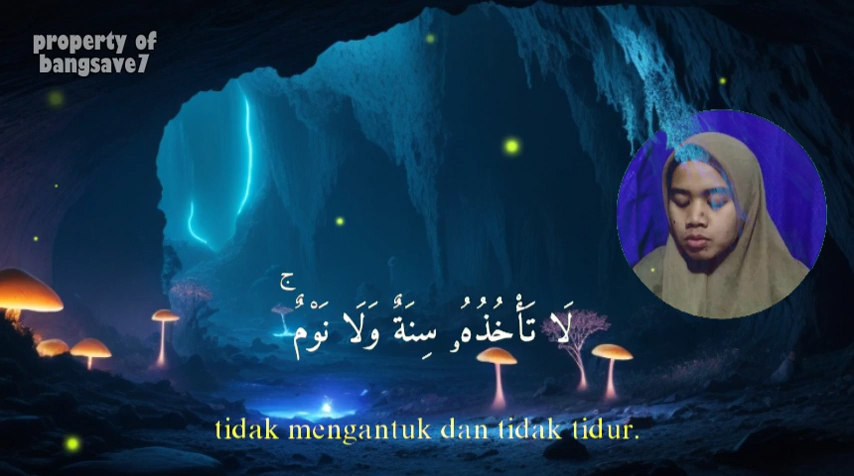 property of
bangsave7
لَا تَأْخُذُهُۥ سِنَةٌ وَلَا نَوْمٌ ۚ
tidak mengantuk dan tidak tidur.